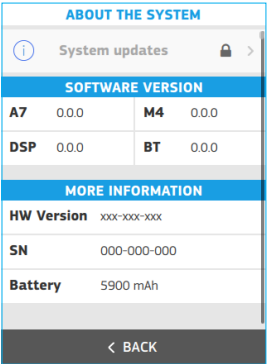 ABOUT THE SYSTEM
System updates
SOFTWARE VERSION
A7 0.0.0 M4 0.0.0
DSP 0.0.0 BT 0.0.0
MORE INFORMATION
HW Version xxx-xxx-xxx
SN 000-000-000
Battery 5900 mAh
< BACK